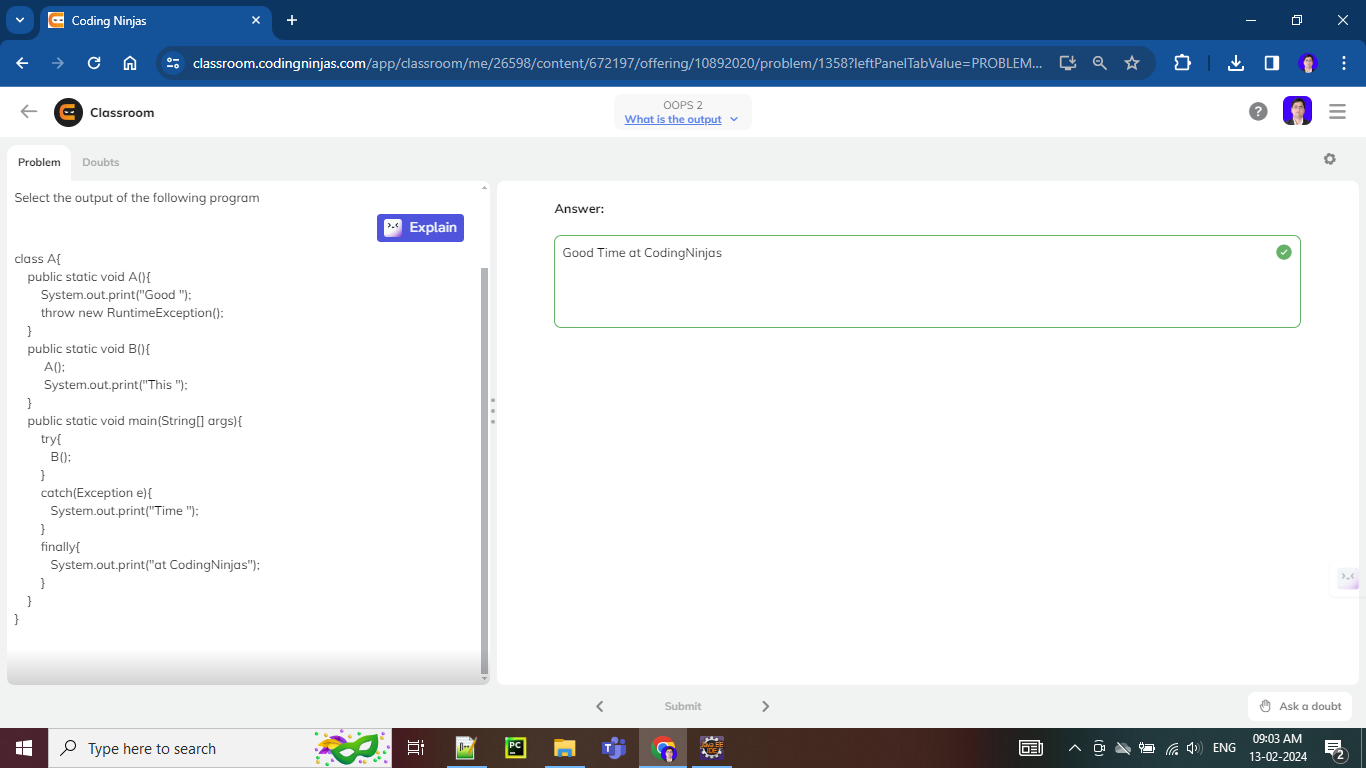 Coding Ninjas
classroom.codingninjas.com/app/classroom/me/26598/content/672197/offering/10892020/problem/1358?leftPanelTabValue=PROBLEM...
Classroom
OOPS 2
What is the output
Problem
Doubts
Select the output of the following program
Explain
class A{
public static void A(){
System.out.print("Good ");
throw new RuntimeException();
}
public static void B(){
A();
System.out.print("This ");
}
public static void main(String[] args){
try{
B();
}
catch(Exception e){
System.out.print("Time ");
}
finally{
System.out.print("at CodingNinjas");
}
}
}
Answer:
Good Time at CodingNinjas
Submit
Ask a doubt
Type here to search
PC
ENG
09:03 AM
13-02-2024
2